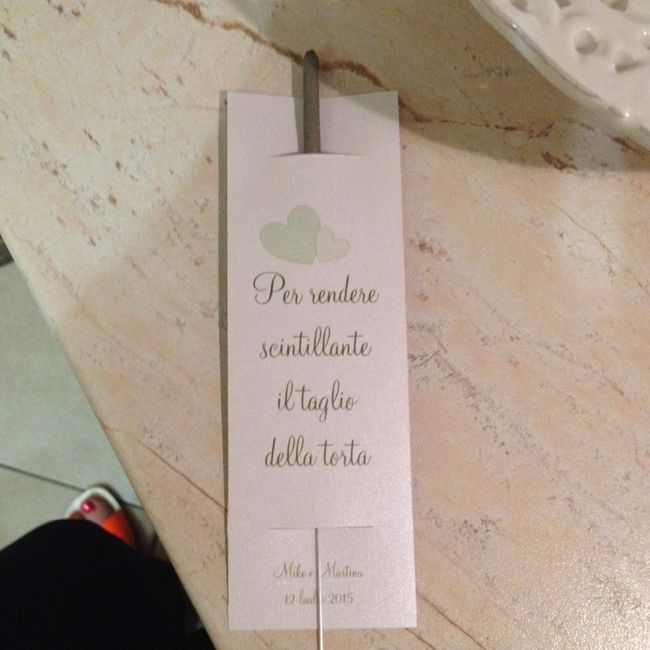 Per rendere
scintillante
il taglio
della torta
Mike e Martina
12 luglio 2015